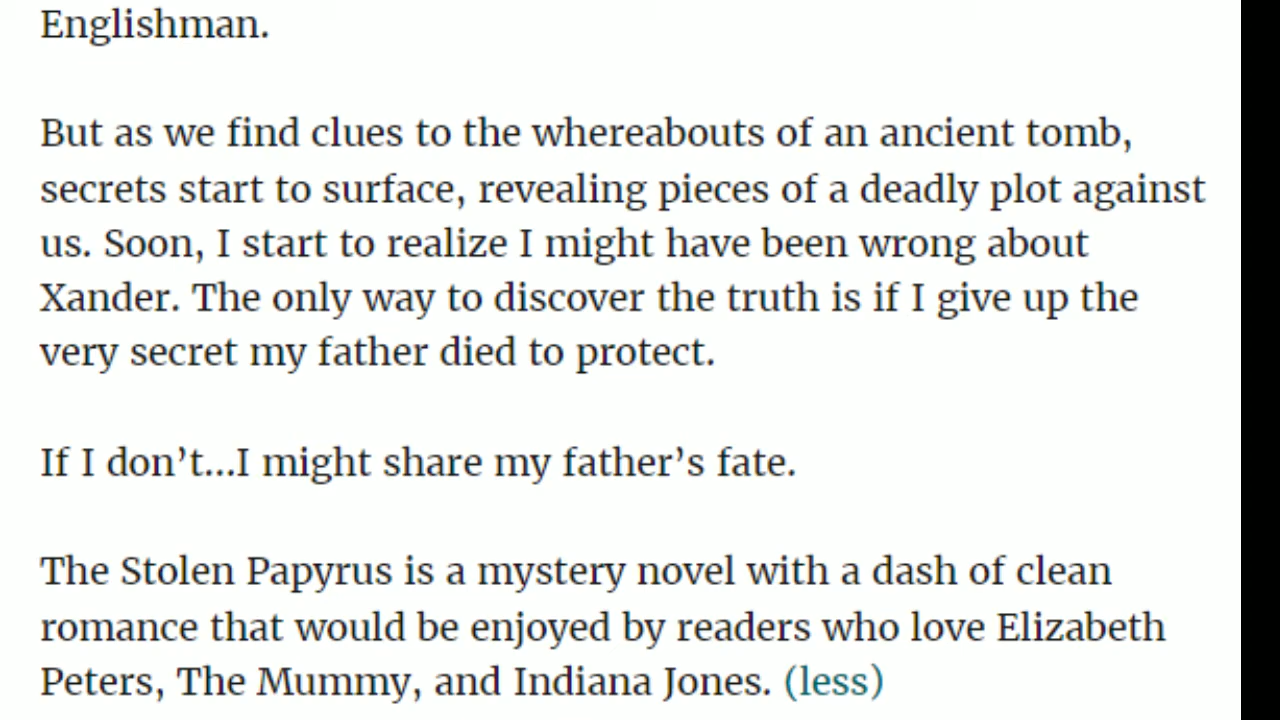 Englishman.
But as we find clues to the whereabouts of an ancient tomb,
secrets start to surface, revealing pieces of a deadly plot against
us. Soon, I start to realize I might have been wrong about
Xander. The only way to discover the truth is if I give up the
very secret my father died to protect.
If I don’t...I might share my father’s fate.
The Stolen Papyrus is a mystery novel with a dash of clean
romance that would be enjoyed by readers who love Elizabeth
Peters, The Mummy, and Indiana Jones. (less)